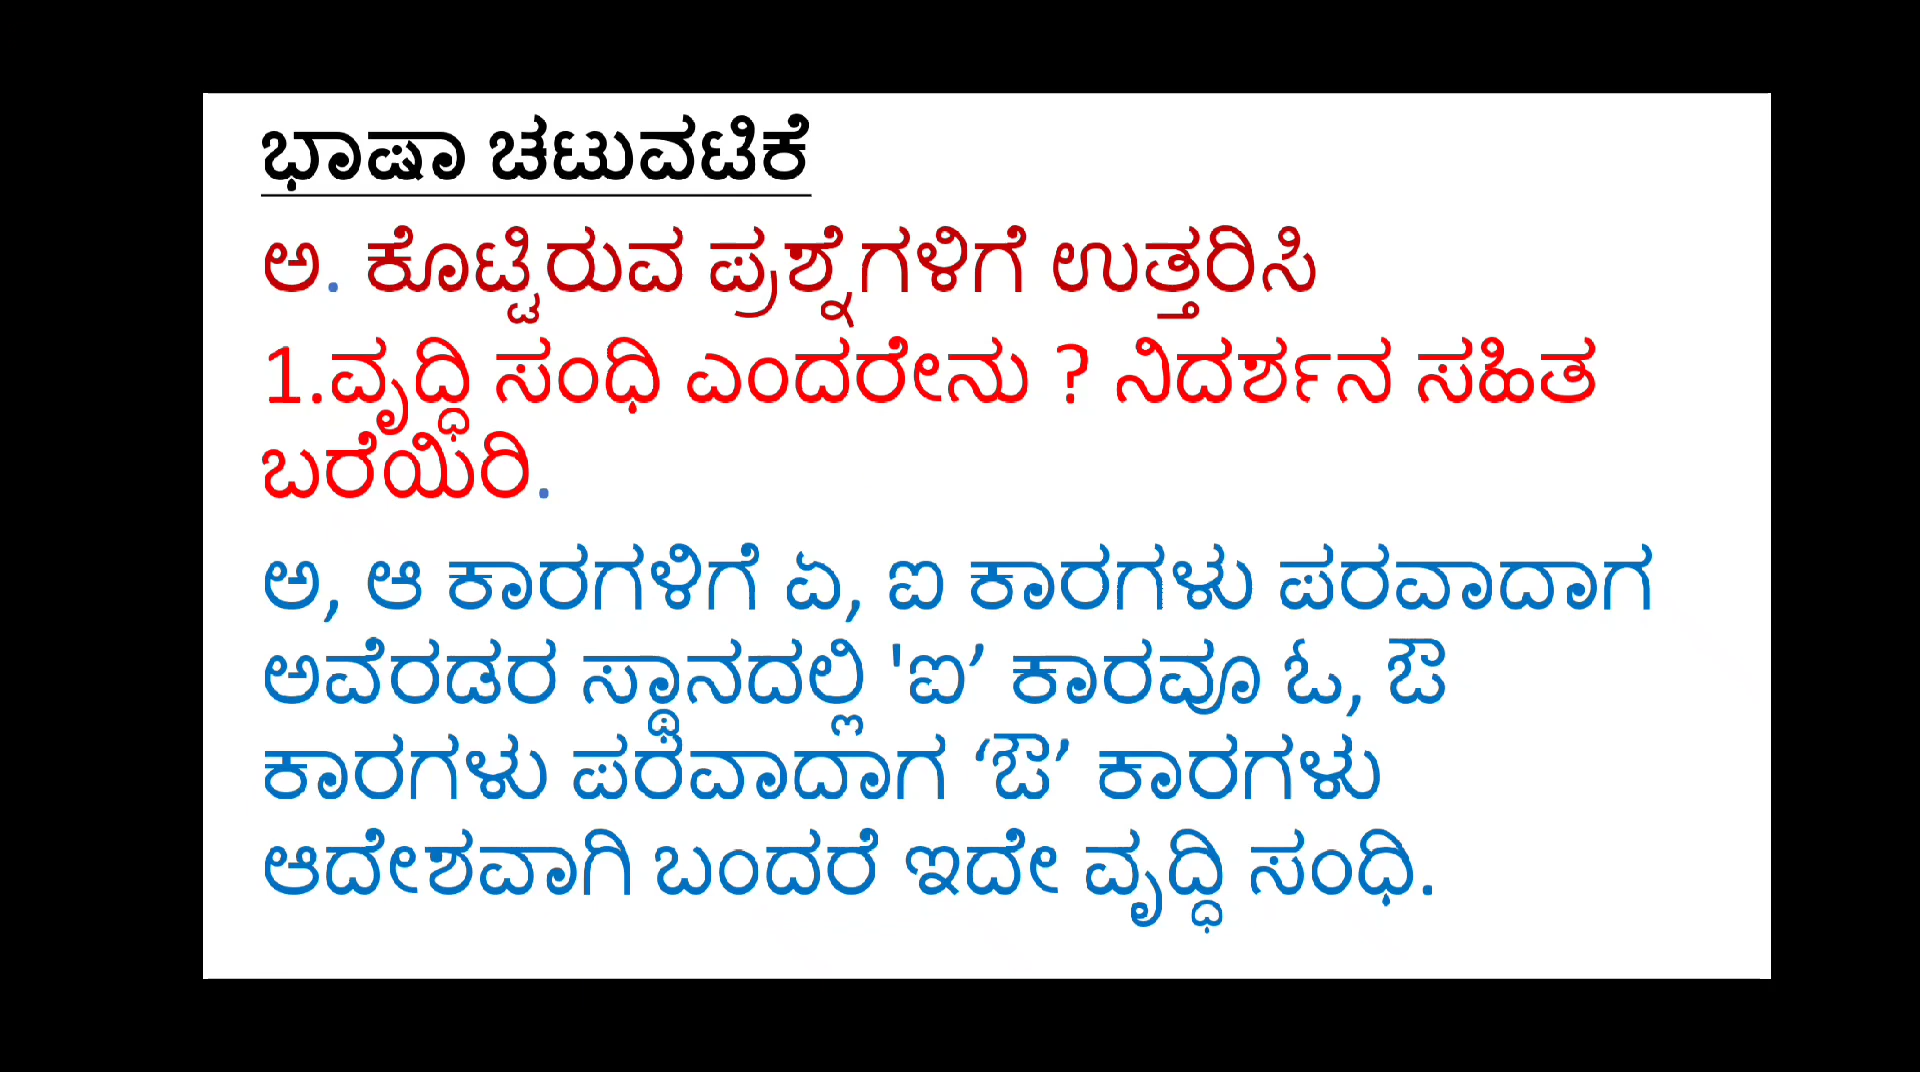 ಭಾಷಾ ಚಟುವಟಿಕೆ
ಅ. ಕೊಟ್ಟಿರುವ ಪ್ರಶ್ನೆಗಳಿಗೆ ಉತ್ತರಿಸಿ
1.ವೃದ್ಧಿ ಸಂಧಿ ಎಂದರೇನು ? ನಿದರ್ಶನ ಸಹಿತ
ಬರೆಯಿರಿ.
ಅ, ಆ ಕಾರಗಳಿಗೆ ಏ, ಐ ಕಾರಗಳು ಪರವಾದಾಗ
ಅವೆರಡರ ಸ್ಥಾನದಲ್ಲಿ 'ಐ’ ಕಾರವೂ ಓ, ಔ
ಕಾರಗಳು ಪರವಾದಾಗ ‘ಔ’ ಕಾರಗಳು
ಆದೇಶವಾಗಿ ಬಂದರೆ ಇದೇ ವೃದ್ಧಿ ಸಂಧಿ.